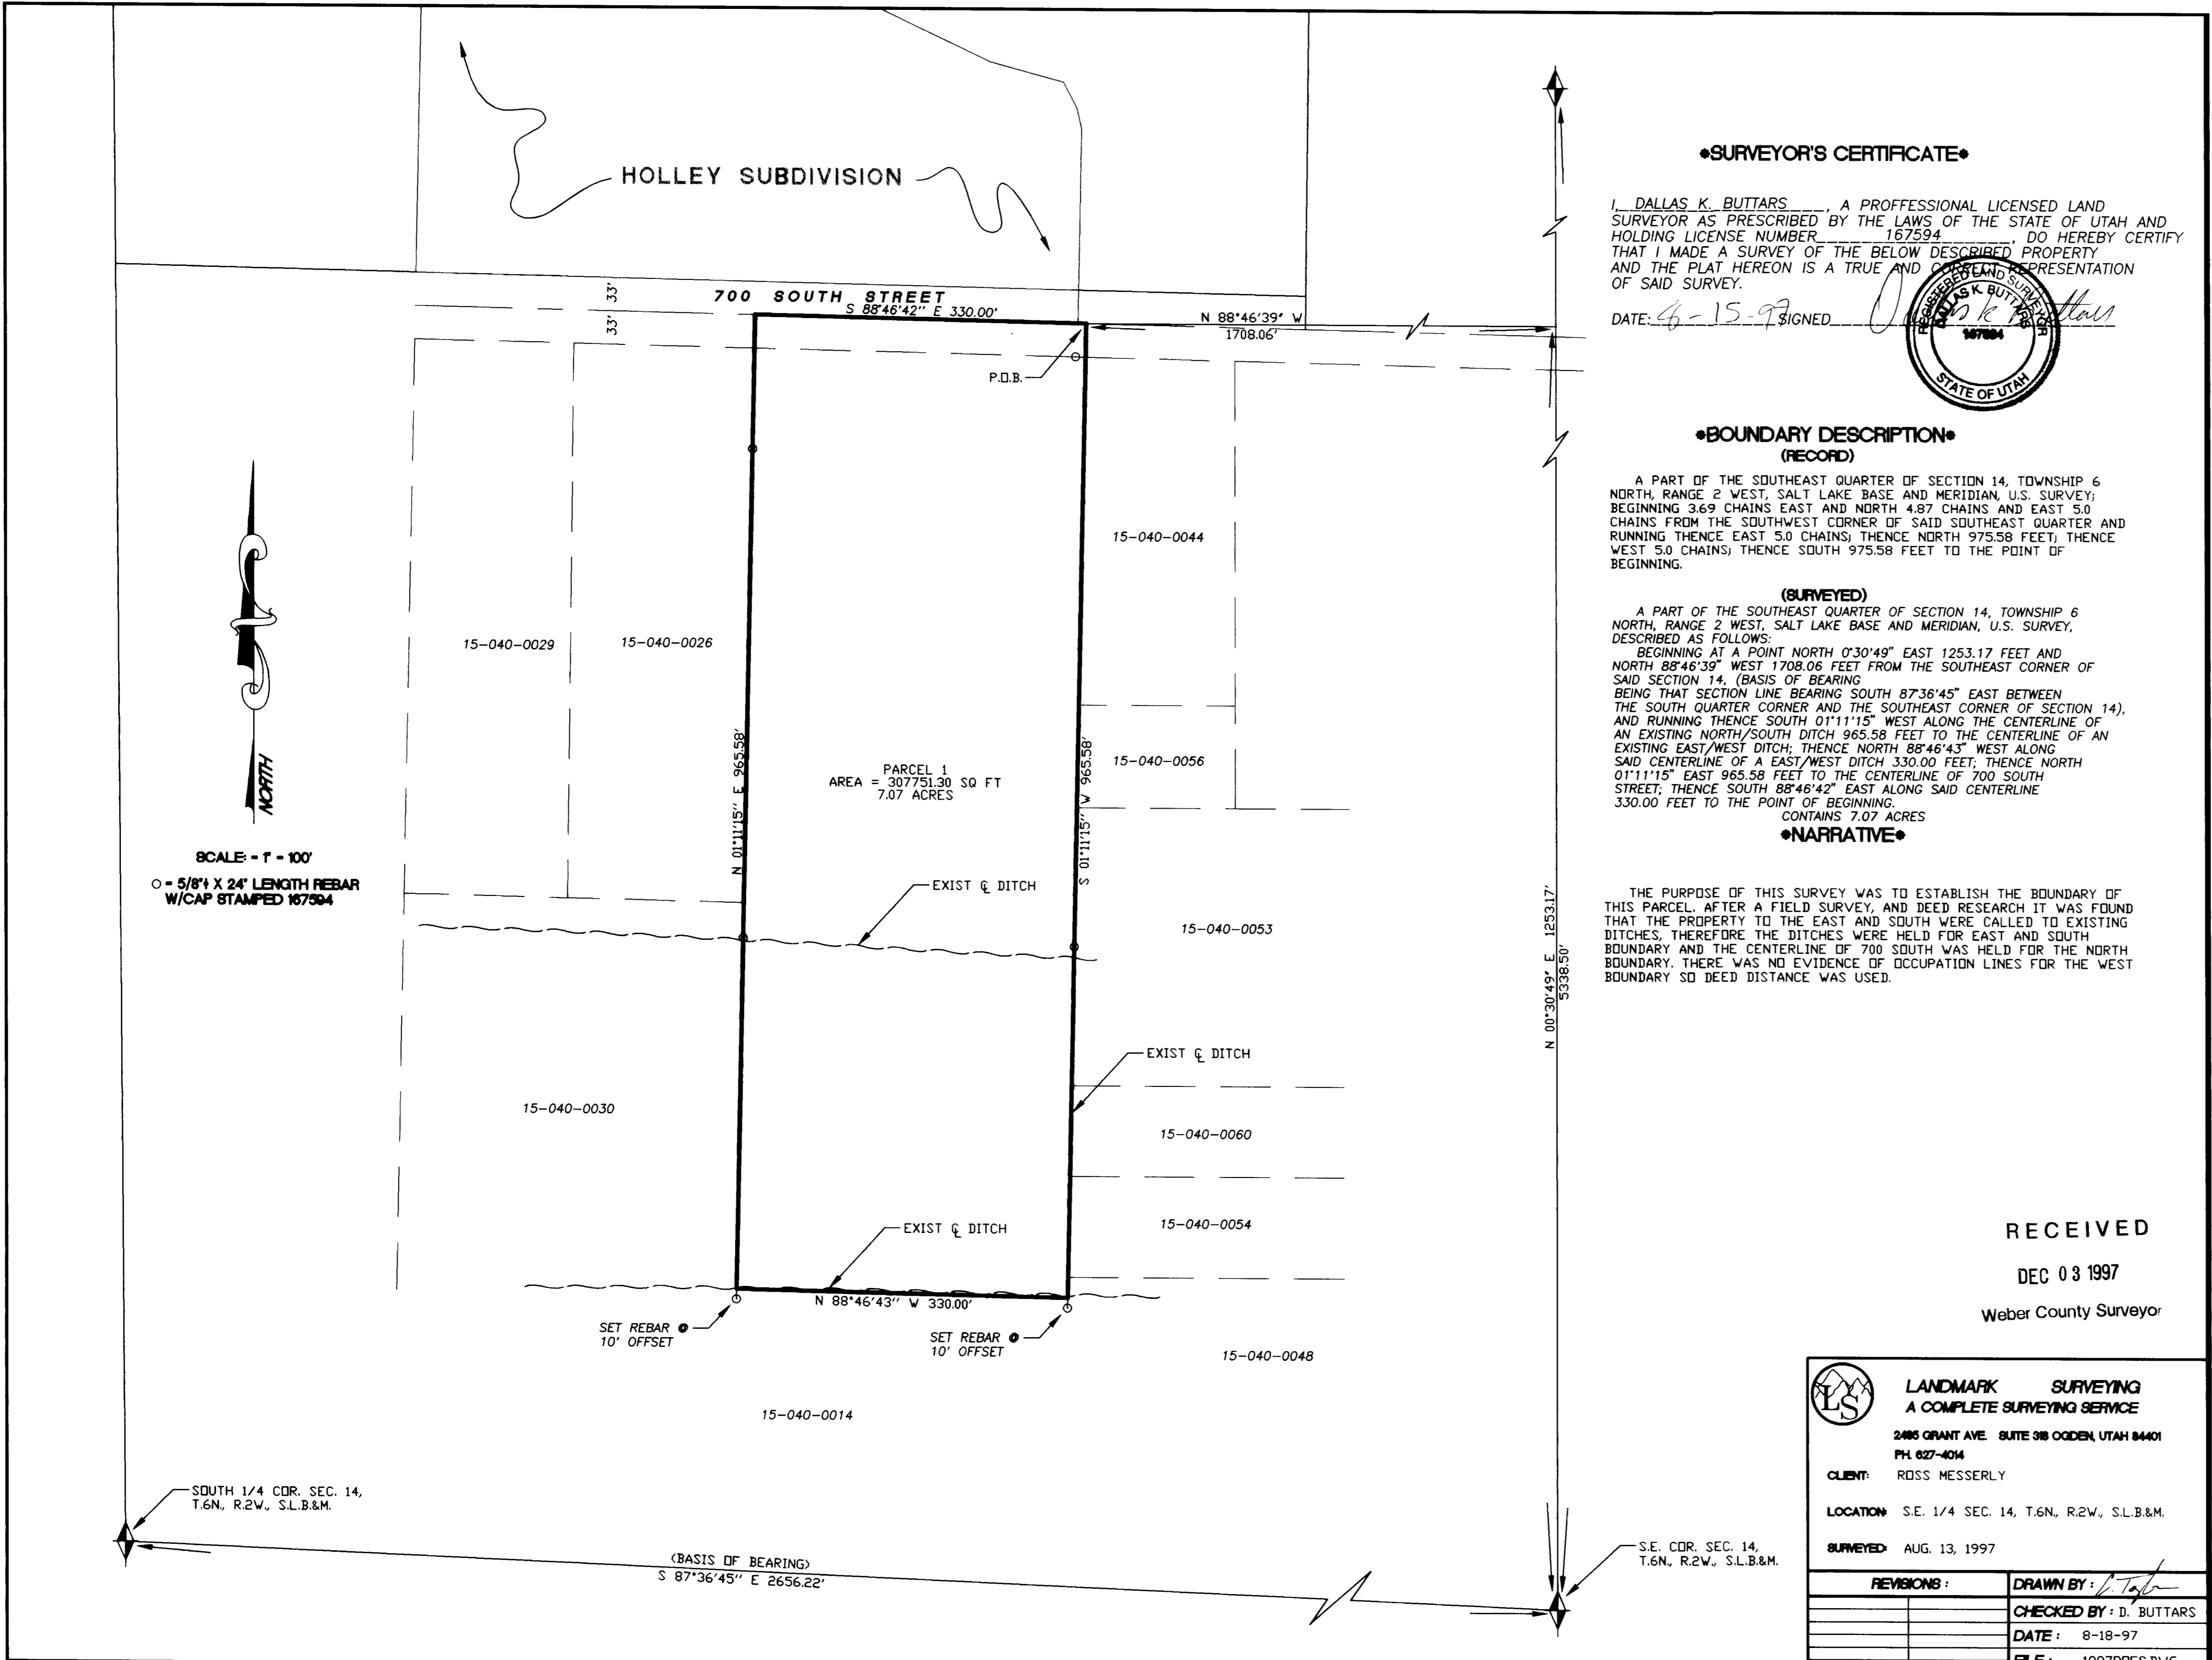 HOLLEY SUBDIVISION
33'
33'
700 SOUTH STREET
S 88°46'42" E 330.00'
N 88°46'39" W
1708.06'
P.O.B.
15-040-0044
15-040-0029
15-040-0026
N 01°11'15" E 965.58'
PARCEL 1
AREA = 307751.30 SQ FT
7.07 ACRES
S 01°11'15" W 965.58'
15-040-0056
NORTH
SCALE: - 1" - 100'
O - 5/8"ϕ X 24" LENGTH REBAR
W/CAP STAMPED 167594
EXIST ℄ DITCH
15-040-0053
N 00°30'49" E 1253.17'
5338.50'
EXIST ℄ DITCH
15-040-0030
15-040-0060
15-040-0054
EXIST ℄ DITCH
N 88°46'43" W 330.00'
SET REBAR @
10' OFFSET
SET REBAR @
10' OFFSET
15-040-0048
15-040-0014
SOUTH 1/4 COR. SEC. 14,
T.6N., R.2W., S.L.B.&M.
(BASIS OF BEARING)
S 87°36'45" E 2656.22'
S.E. COR. SEC. 14,
T.6N., R.2W., S.L.B.&M.
*SURVEYOR'S CERTIFICATE*
I, DALLAS K. BUTTARS, A PROFFESSIONAL LICENSED LAND
SURVEYOR AS PRESCRIBED BY THE LAWS OF THE STATE OF UTAH AND
HOLDING LICENSE NUMBER 167594, DO HEREBY CERTIFY
THAT I MADE A SURVEY OF THE BELOW DESCRIBED PROPERTY
AND THE PLAT HEREON IS A TRUE AND CORRECT REPRESENTATION
OF SAID SURVEY.
DATE: SIGNED
REGISTERED LAND SURVEYOR
DALLAS K. BUTTARS
167594
STATE OF UTAH
*BOUNDARY DESCRIPTION*
(RECORD)
A PART OF THE SOUTHEAST QUARTER OF SECTION 14, TOWNSHIP 6
NORTH, RANGE 2 WEST, SALT LAKE BASE AND MERIDIAN, U.S. SURVEY;
BEGINNING 3.69 CHAINS EAST AND NORTH 4.87 CHAINS AND EAST 5.0
CHAINS FROM THE SOUTHWEST CORNER OF SAID SOUTHEAST QUARTER AND
RUNNING THENCE EAST 5.0 CHAINS; THENCE NORTH 975.58 FEET; THENCE
WEST 5.0 CHAINS; THENCE SOUTH 975.58 FEET TO THE POINT OF
BEGINNING.
(SURVEYED)
A PART OF THE SOUTHEAST QUARTER OF SECTION 14, TOWNSHIP 6
NORTH, RANGE 2 WEST, SALT LAKE BASE AND MERIDIAN, U.S. SURVEY,
DESCRIBED AS FOLLOWS:
BEGINNING AT A POINT NORTH 0°30'49" EAST 1253.17 FEET AND
NORTH 88°46'39" WEST 1708.06 FEET FROM THE SOUTHEAST CORNER OF
SAID SECTION 14, (BASIS OF BEARING
BEING THAT SECTION LINE BEARING SOUTH 87°36'45" EAST BETWEEN
THE SOUTH QUARTER CORNER AND THE SOUTHEAST CORNER OF SECTION 14),
AND RUNNING THENCE SOUTH 01°11'15" WEST ALONG THE CENTERLINE OF
AN EXISTING NORTH/SOUTH DITCH 965.58 FEET TO THE CENTERLINE OF AN
EXISTING EAST/WEST DITCH; THENCE NORTH 88°46'43" WEST ALONG
SAID CENTERLINE OF A EAST/WEST DITCH 330.00 FEET; THENCE NORTH
01°11'15" EAST 965.58 FEET TO THE CENTERLINE OF 700 SOUTH
STREET; THENCE SOUTH 88°46'42" EAST ALONG SAID CENTERLINE
330.00 FEET TO THE POINT OF BEGINNING.
CONTAINS 7.07 ACRES
*NARRATIVE*
THE PURPOSE OF THIS SURVEY WAS TO ESTABLISH THE BOUNDARY OF
THIS PARCEL. AFTER A FIELD SURVEY, AND DEED RESEARCH IT WAS FOUND
THAT THE PROPERTY TO THE EAST AND SOUTH WERE CALLED TO EXISTING
DITCHES, THEREFORE THE DITCHES WERE HELD FOR EAST AND SOUTH
BOUNDARY AND THE CENTERLINE OF 700 SOUTH WAS HELD FOR THE NORTH
BOUNDARY. THERE WAS NO EVIDENCE OF OCCUPATION LINES FOR THE WEST
BOUNDARY SO DEED DISTANCE WAS USED.
RECEIVED
DEC 03 1997
Weber County Surveyor
LS
LANDMARK SURVEYING
A COMPLETE SURVEYING SERVICE
2485 GRANT AVE. SUITE 318 OGDEN, UTAH 84401
PH. 627-4014
CLIENT: ROSS MESSERLY
LOCATION: S.E. 1/4 SEC. 14, T.6N., R.2W., S.L.B.&M.
SURVEYED: AUG. 13, 1997
REVISIONS :
DRAWN BY :
CHECKED BY : D. BUTTARS
DATE : 8-18-97